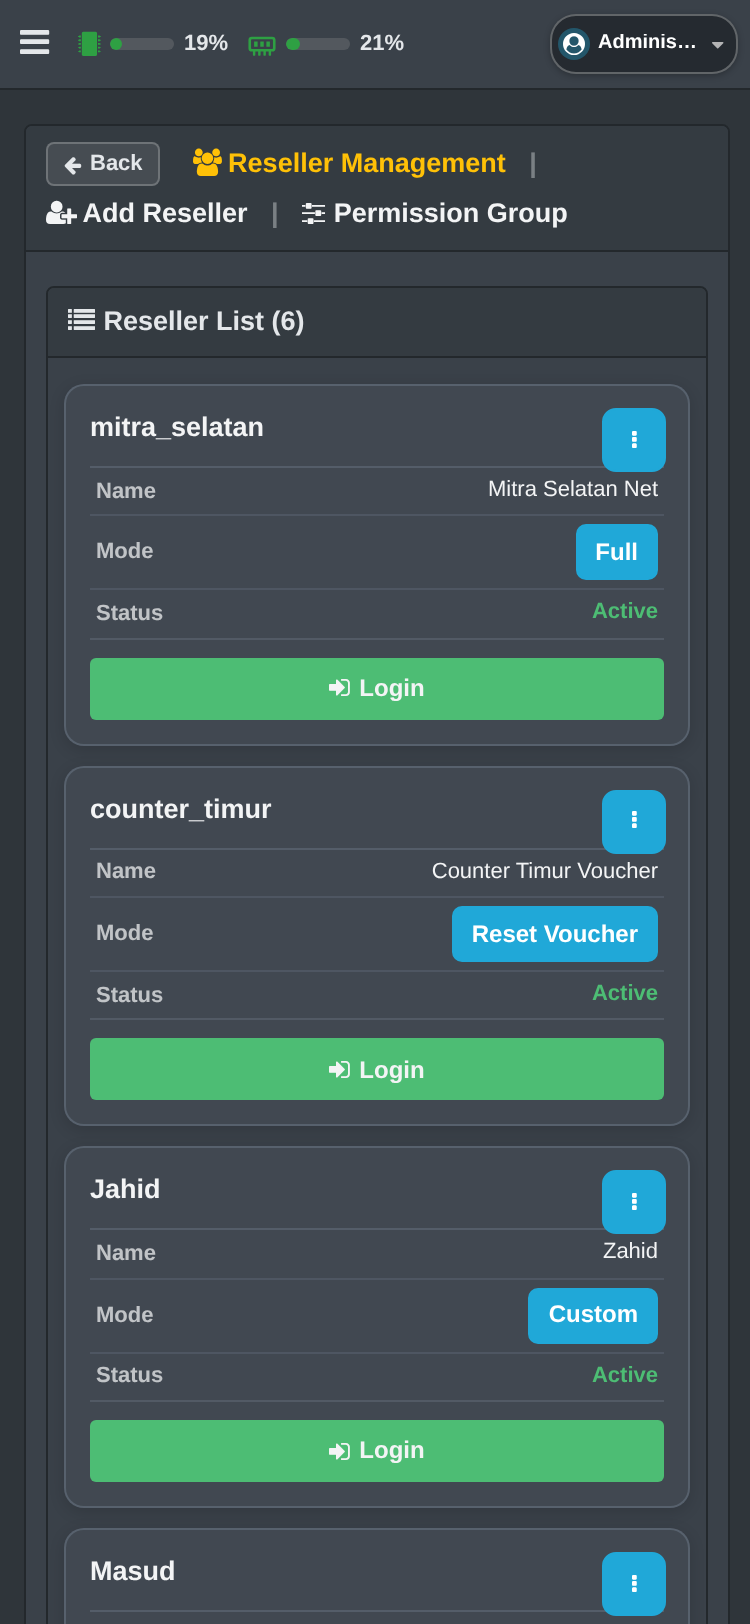 19% 21% Adminis...
Back Reseller Management |
Add Reseller | Permission Group
Reseller List (6)
mitra_selatan
Name Mitra Selatan Net
Mode Full
Status Active
Login
counter_timur
Name Counter Timur Voucher
Mode Reset Voucher
Status Active
Login
Jahid
Name Zahid
Mode Custom
Status Active
Login
Masud